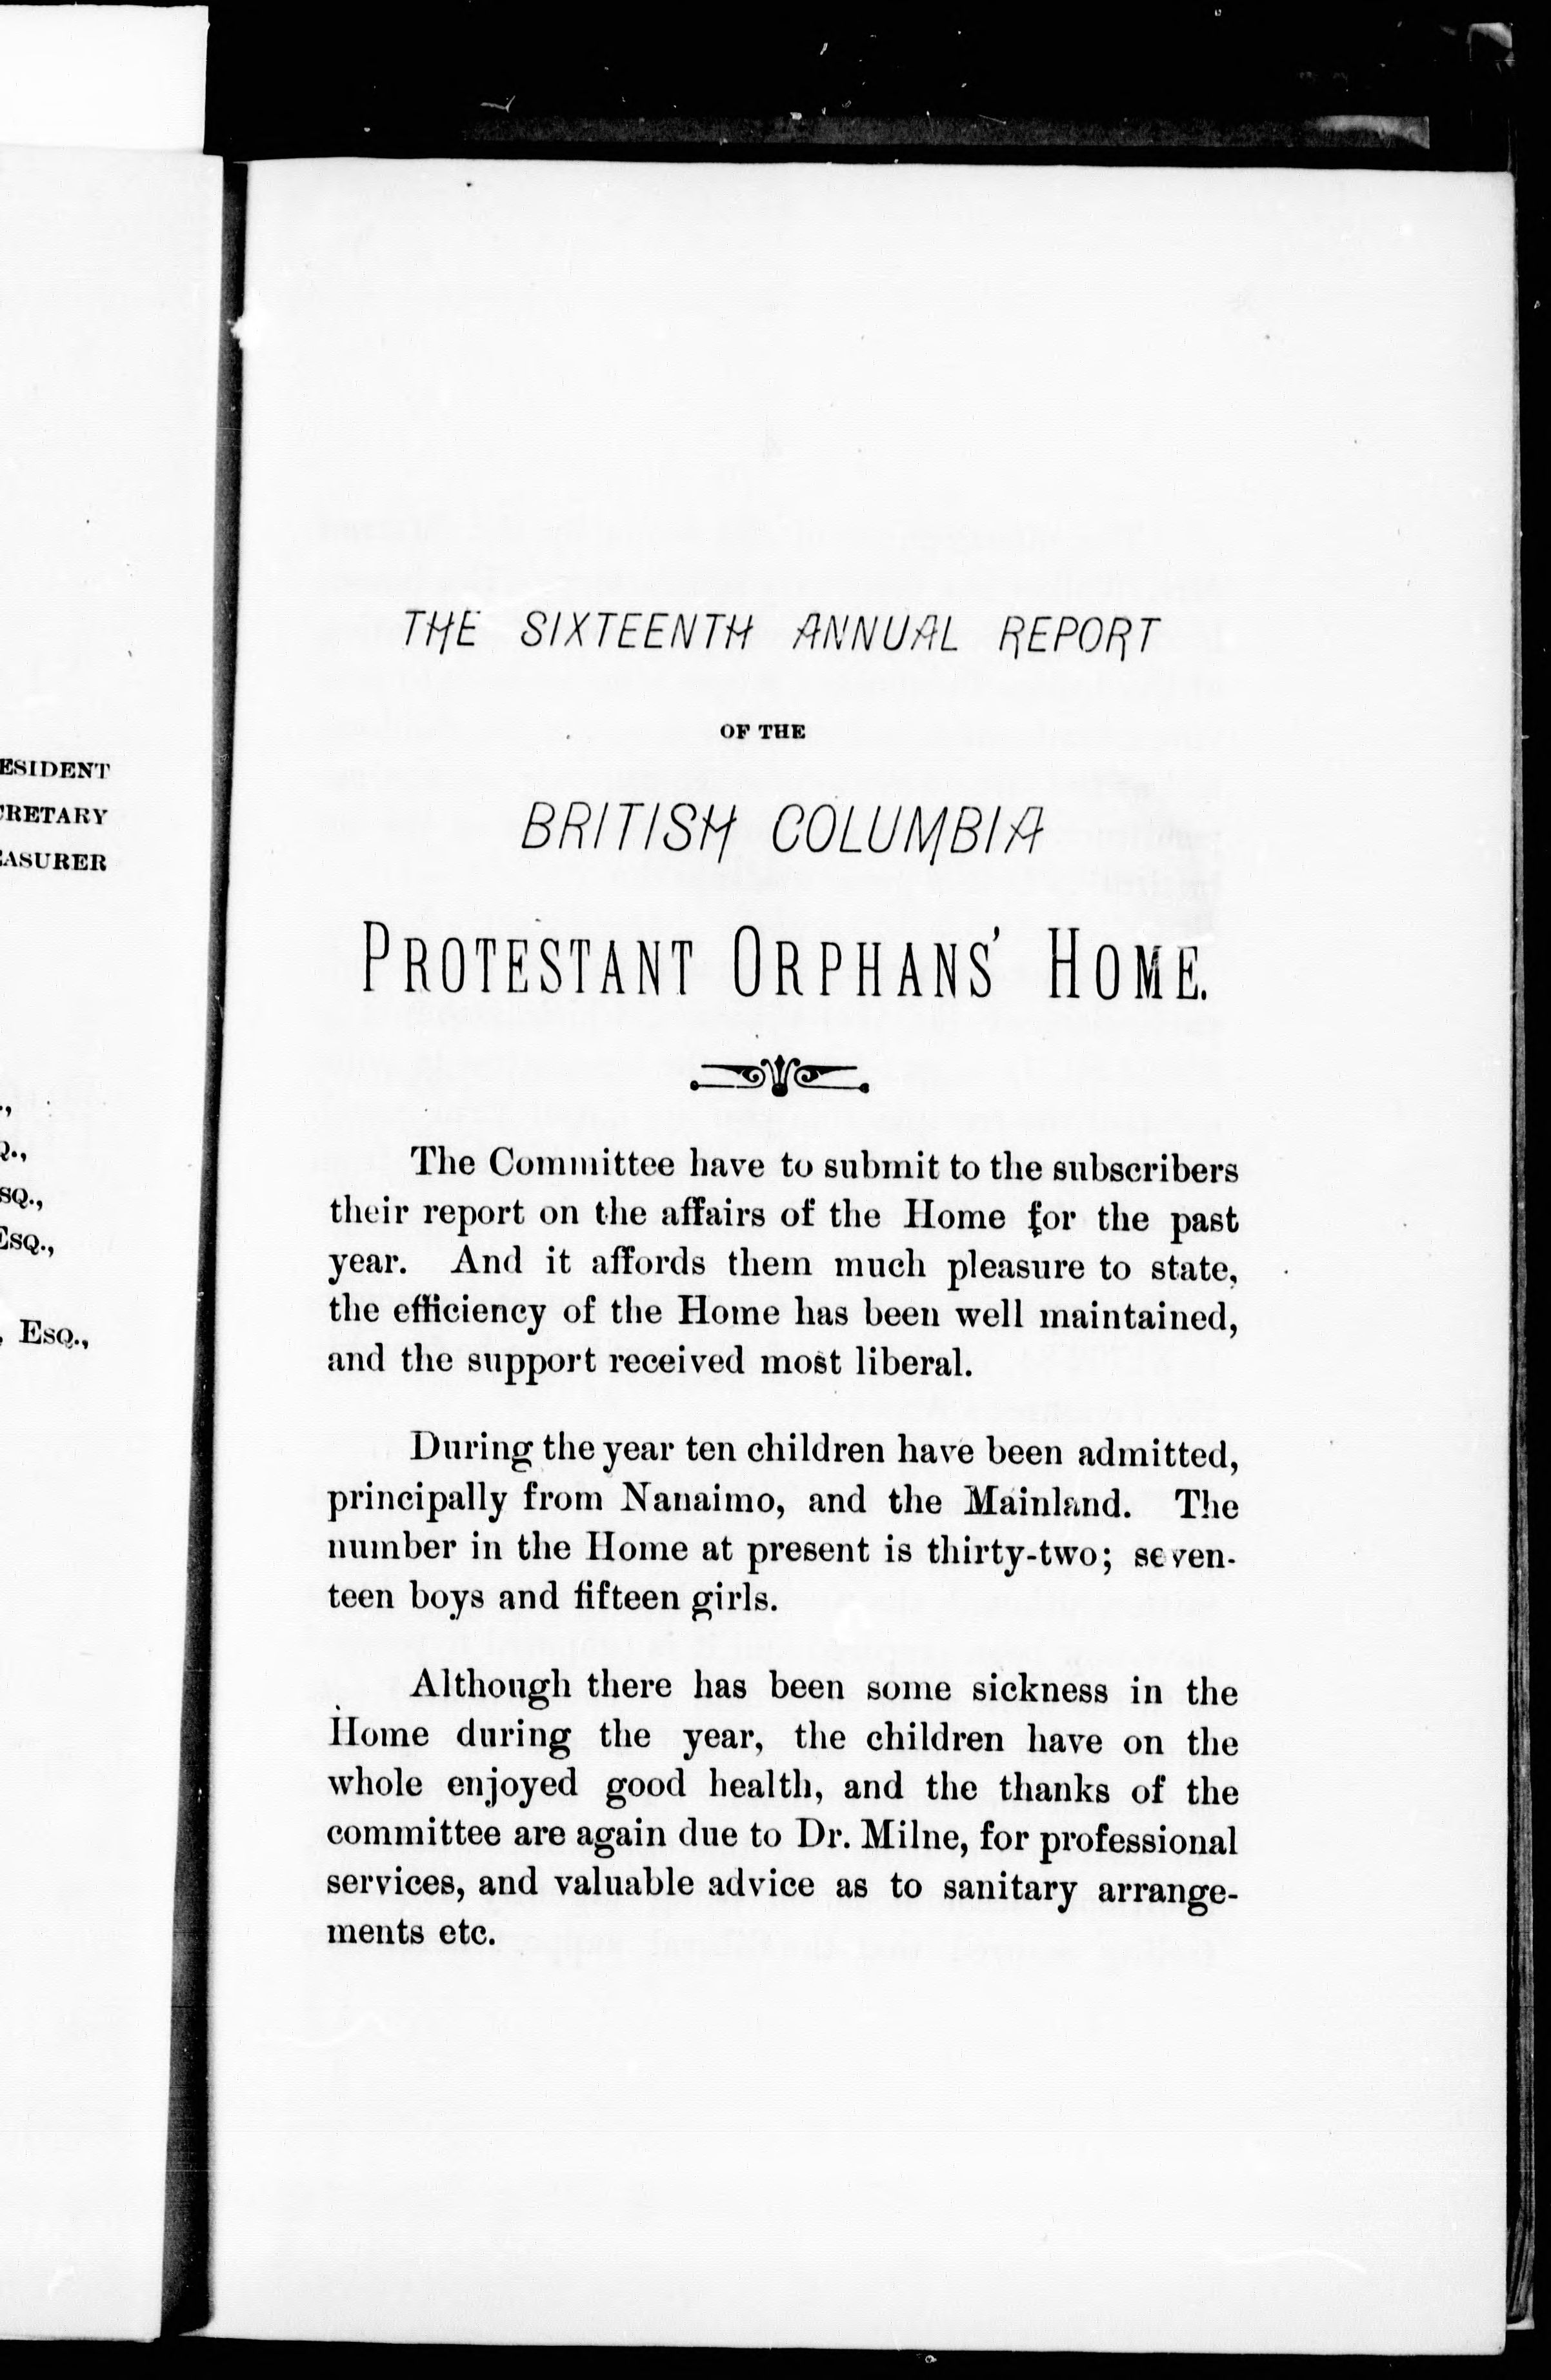 ESIDENT
RETARY
ASURER
SQ.,
ESQ.,
, ESQ.,
THE SIXTEENTH ANNUAL REPORT
OF THE
BRITISH COLUMBIA
PROTESTANT ORPHANS' HOME.
The Committee have to submit to the subscribers
their report on the affairs of the Home for the past
year. And it affords them much pleasure to state,
the efficiency of the Home has been well maintained,
and the support received most liberal.
During the year ten children have been admitted,
principally from Nanaimo, and the Mainland. The
number in the Home at present is thirty-two; seven-
teen boys and fifteen girls.
Although there has been some sickness in the
Home during the year, the children have on the
whole enjoyed good health, and the thanks of the
committee are again due to Dr. Milne, for professional
services, and valuable advice as to sanitary arrange-
ments etc.